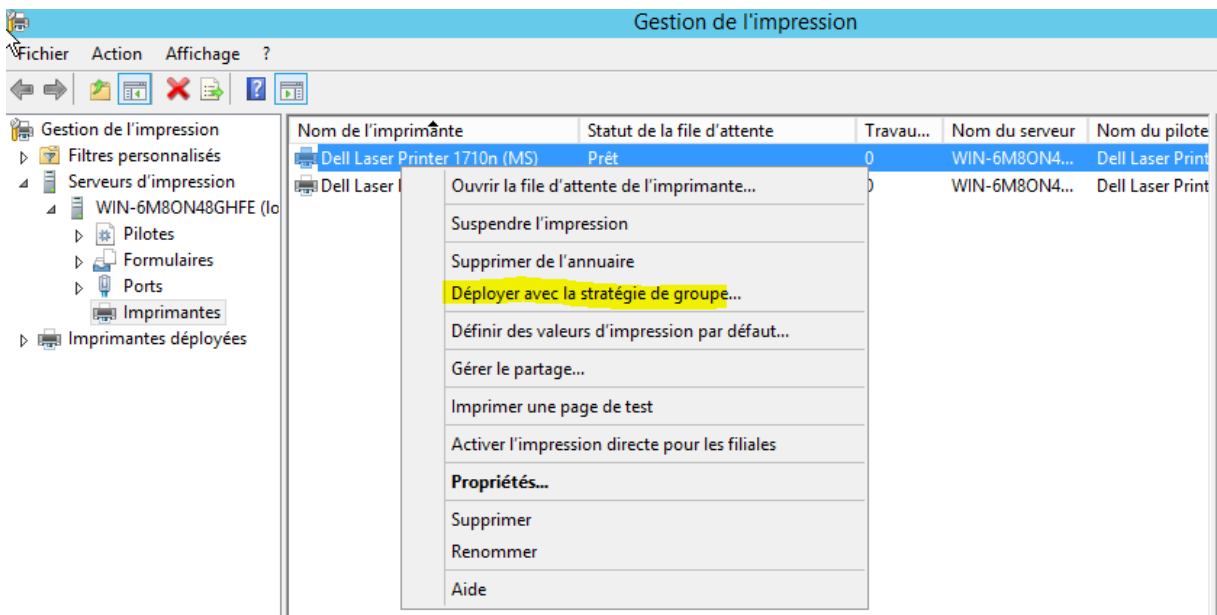 Gestion de l'impression
Fichier Action Affichage ?
Gestion de l'impression
Filtres personnalisés
Serveurs d'impression
WIN-6M8ON48GHFE (lo
Pilotes
Formulaires
Ports
Imprimantes
Imprimantes déployées
Nom de l'imprimante Statut de la file d'attente Travau... Nom du serveur Nom du pilote
Dell Laser Printer 1710n (MS) Prêt 0 WIN-6M8ON4... Dell Laser Print
Dell Laser 0 WIN-6M8ON4... Dell Laser Print
Ouvrir la file d'attente de l'imprimante...
Suspendre l'impression
Supprimer de l'annuaire
Déployer avec la stratégie de groupe...
Définir des valeurs d'impression par défaut...
Gérer le partage...
Imprimer une page de test
Activer l'impression directe pour les filiales
Propriétés...
Supprimer
Renommer
Aide